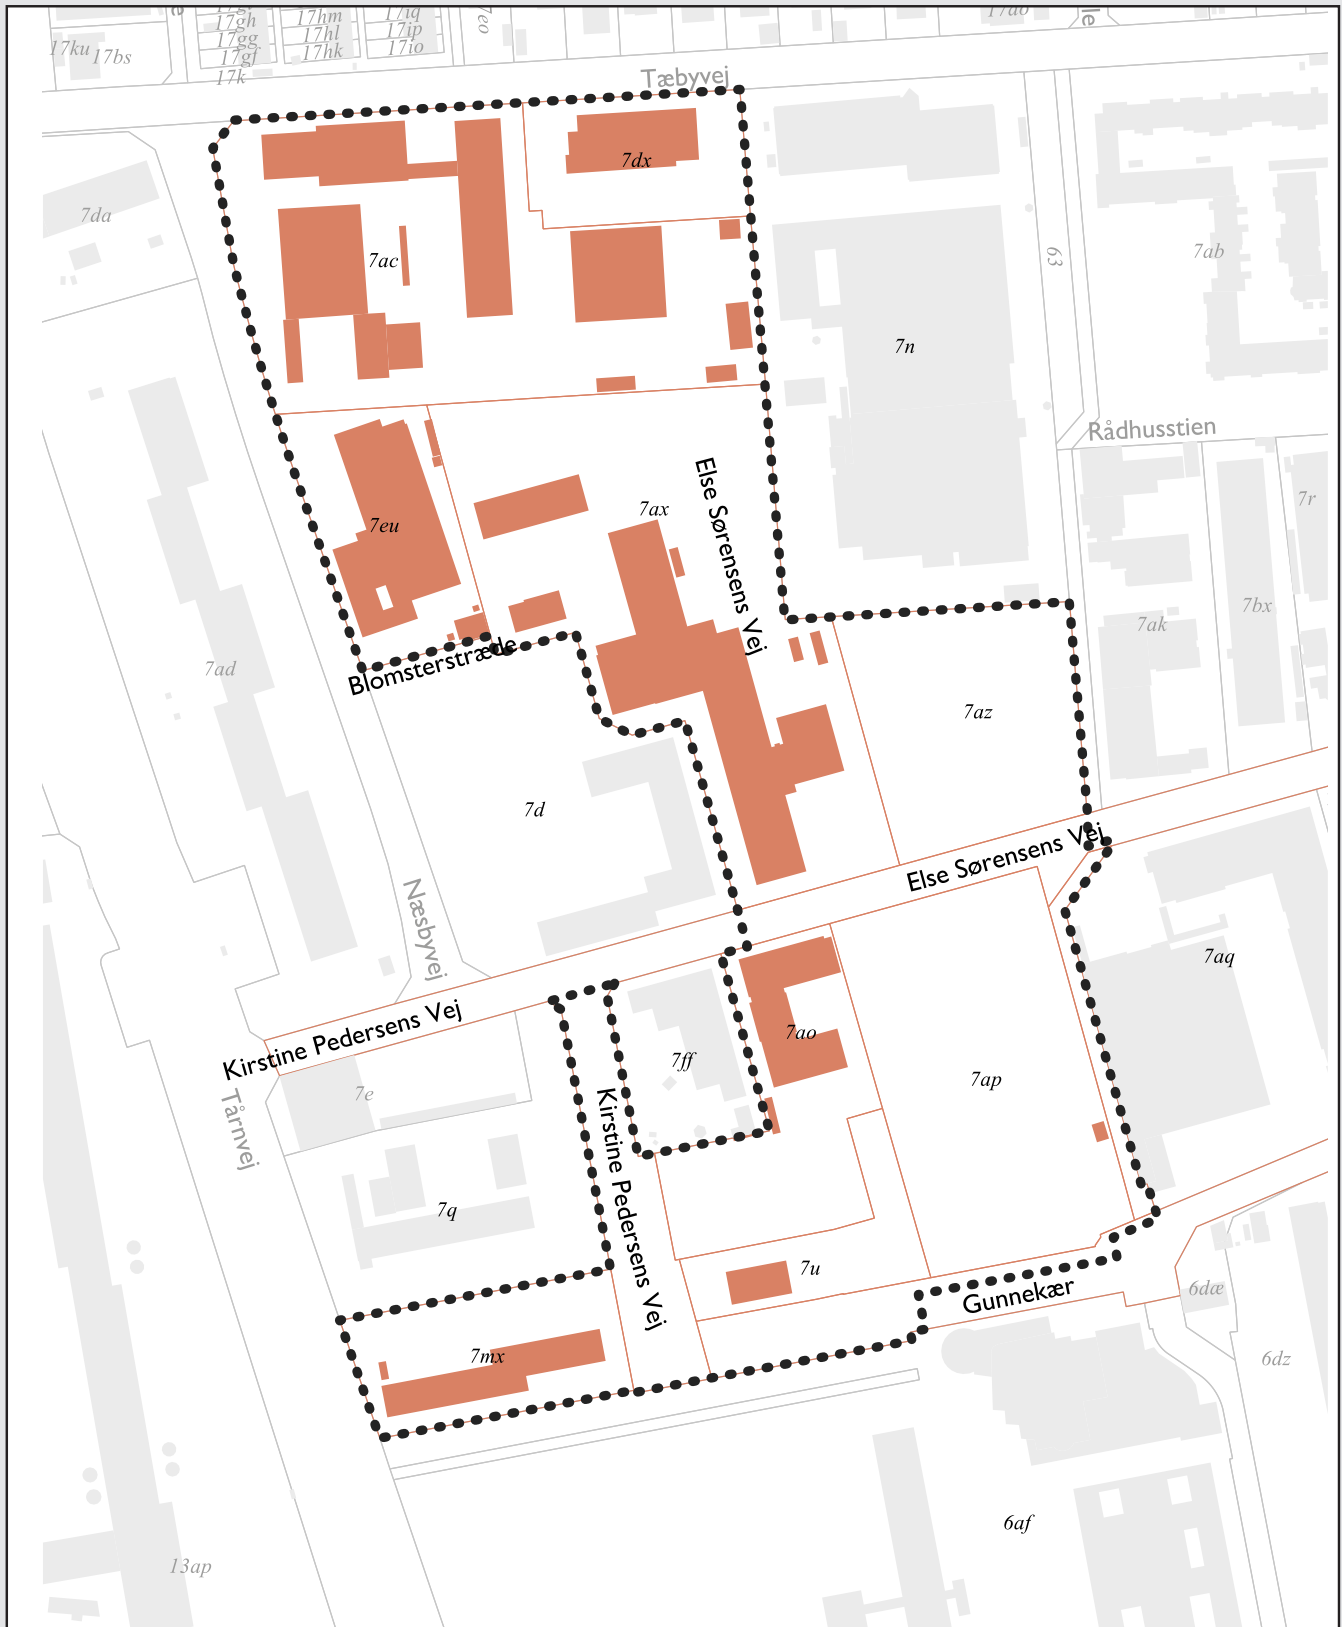 17gh
17hm
17iq
17gg
17hl
17ip
17ku
17bs
17gf
17hk
17io
17k
7eo
Tæbyvej
7dx
7da
7ac
63
7ab
7n
Rådhusstien
7r
7eu
7ax
Else Sørensens Vej
7bx
7ak
Blomsterstræde
7ad
7az
7d
Else Sørensens Vej
Næsbyvej
7aq
Kirstine Pedersens Vej
7ao
7ff
7ap
7e
Tårnvej
Kirstine Pedersens Vej
7q
7u
6dæ
Gunnekær
7mx
6dz
6af
13ap